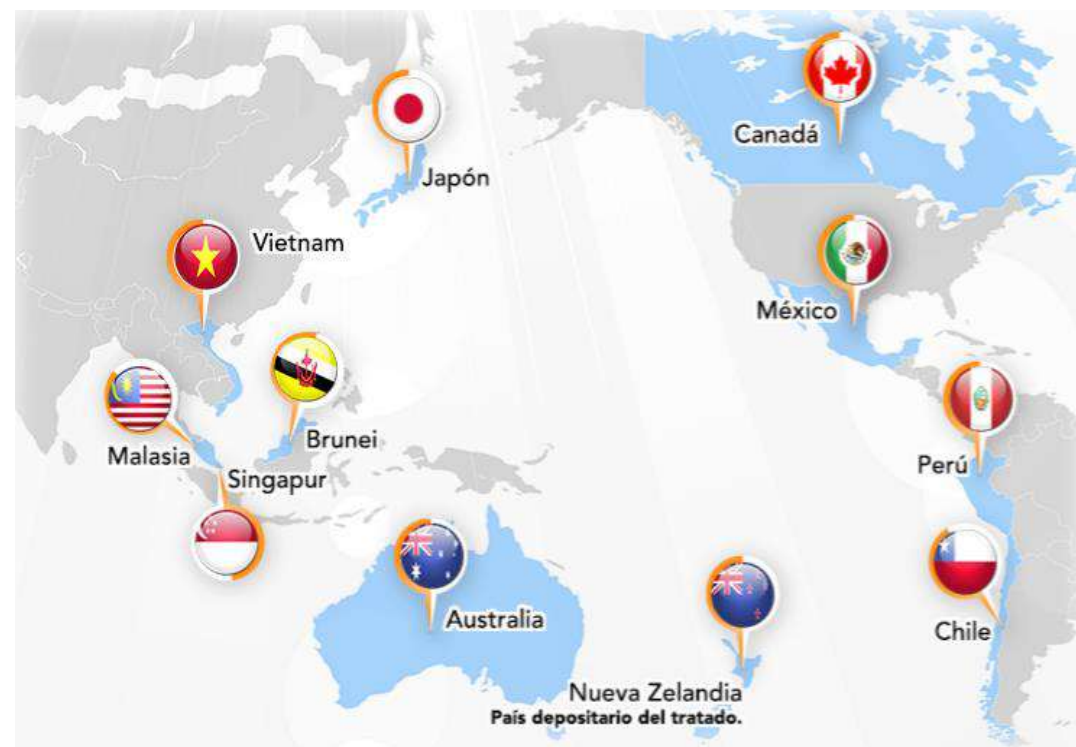 Canadá
Japón
Vietnam
México
Brunei
Malasia
Perú
Singapur
Australia
Chile
Nueva Zelandia
País depositario del tratado.